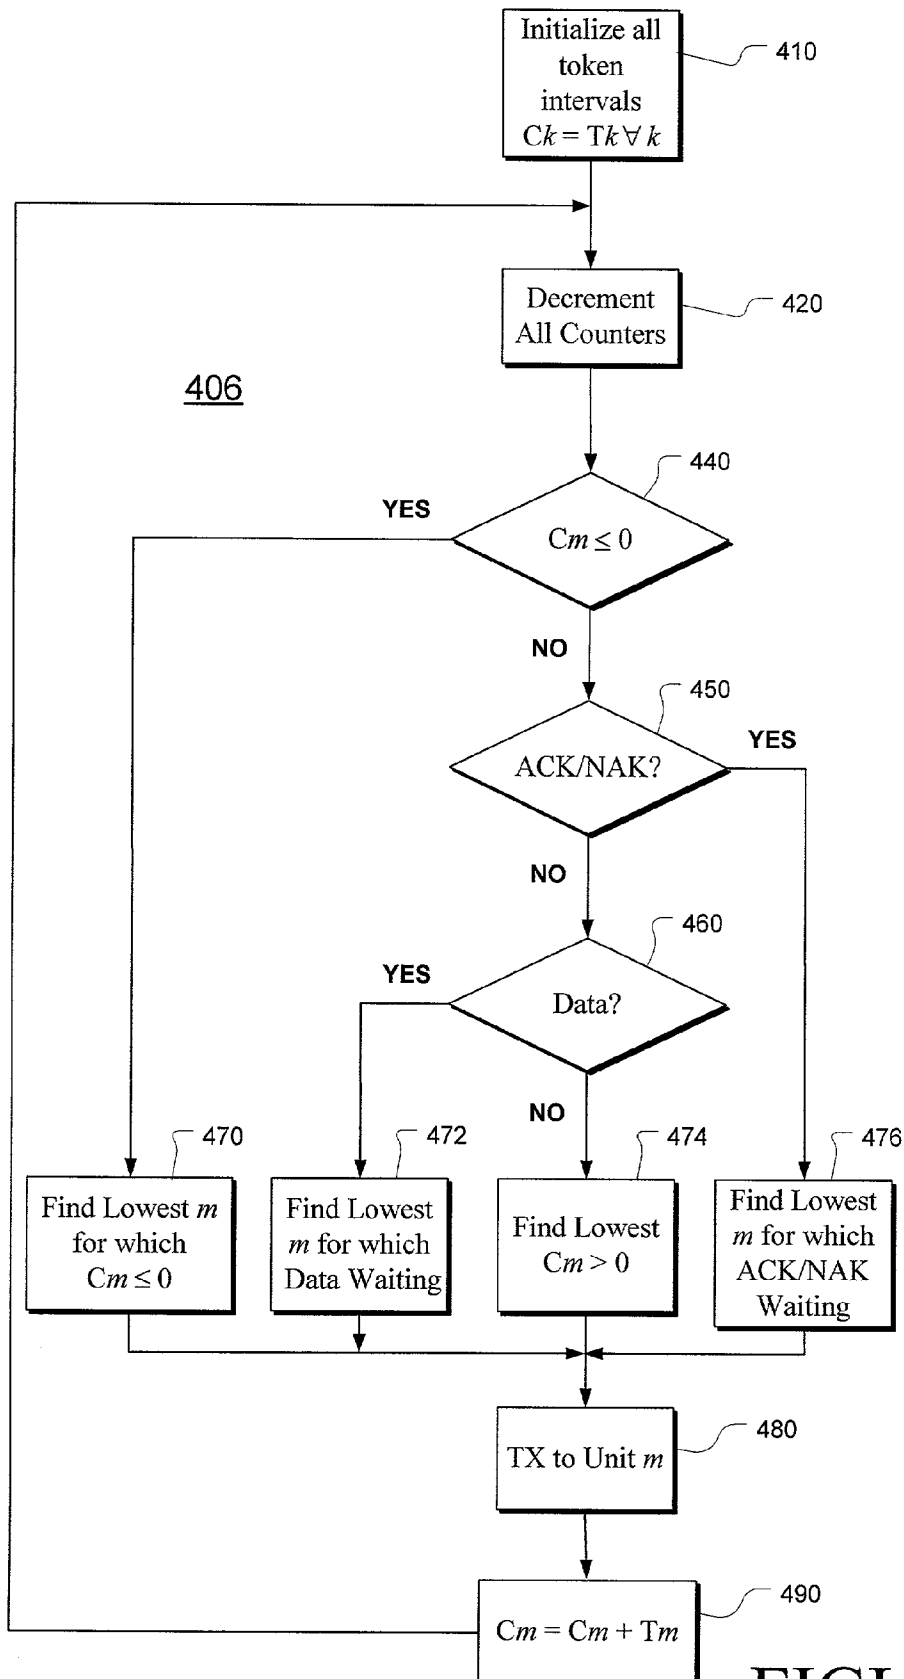 Initialize all
token
intervals
Ck = Tk ∀ k
410
Decrement
All Counters
420
406
440
YES
Cm ≤ 0
NO
450
YES
ACK/NAK?
NO
460
YES
Data?
NO
470
472
474
476
Find Lowest m
for which
Cm ≤ 0
Find Lowest
m for which
Data Waiting
Find Lowest
Cm > 0
Find Lowest
m for which
ACK/NAK
Waiting
TX to Unit m
480
490
Cm = Cm + Tm